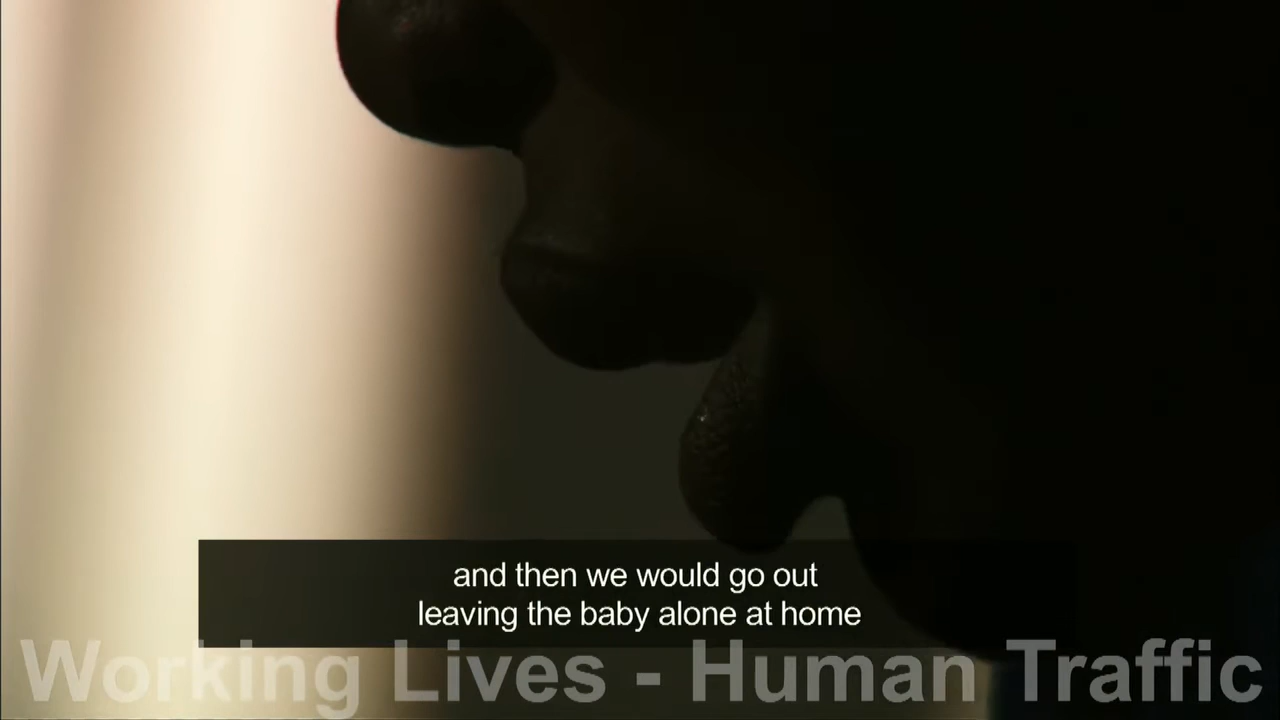 and then we would go out
leaving the baby alone at home
Working Lives - Human Traffic